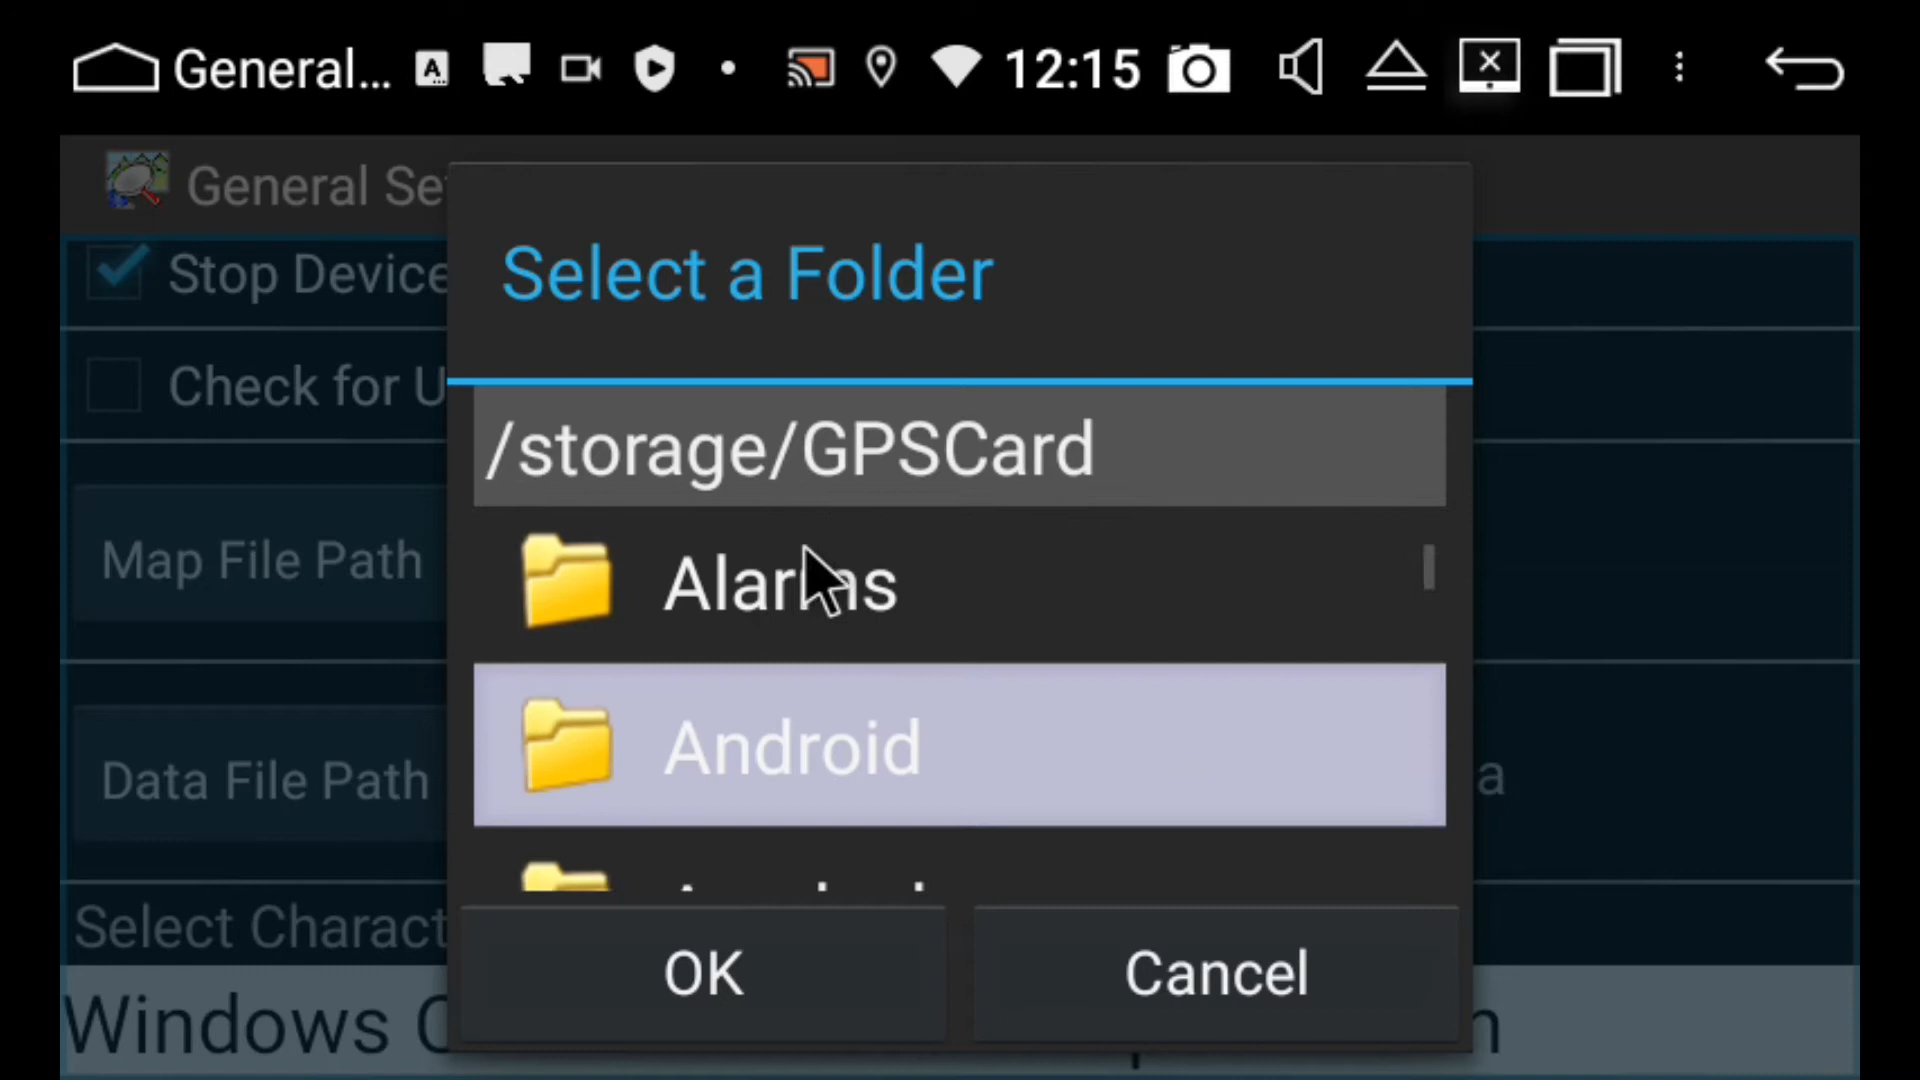 General...
12:15
General Se
Stop Device
Check for U
Map File Path
Data File Path
Select Charact
Windows
Select a Folder
/storage/GPSCard
Alarms
Android
OK
Cancel